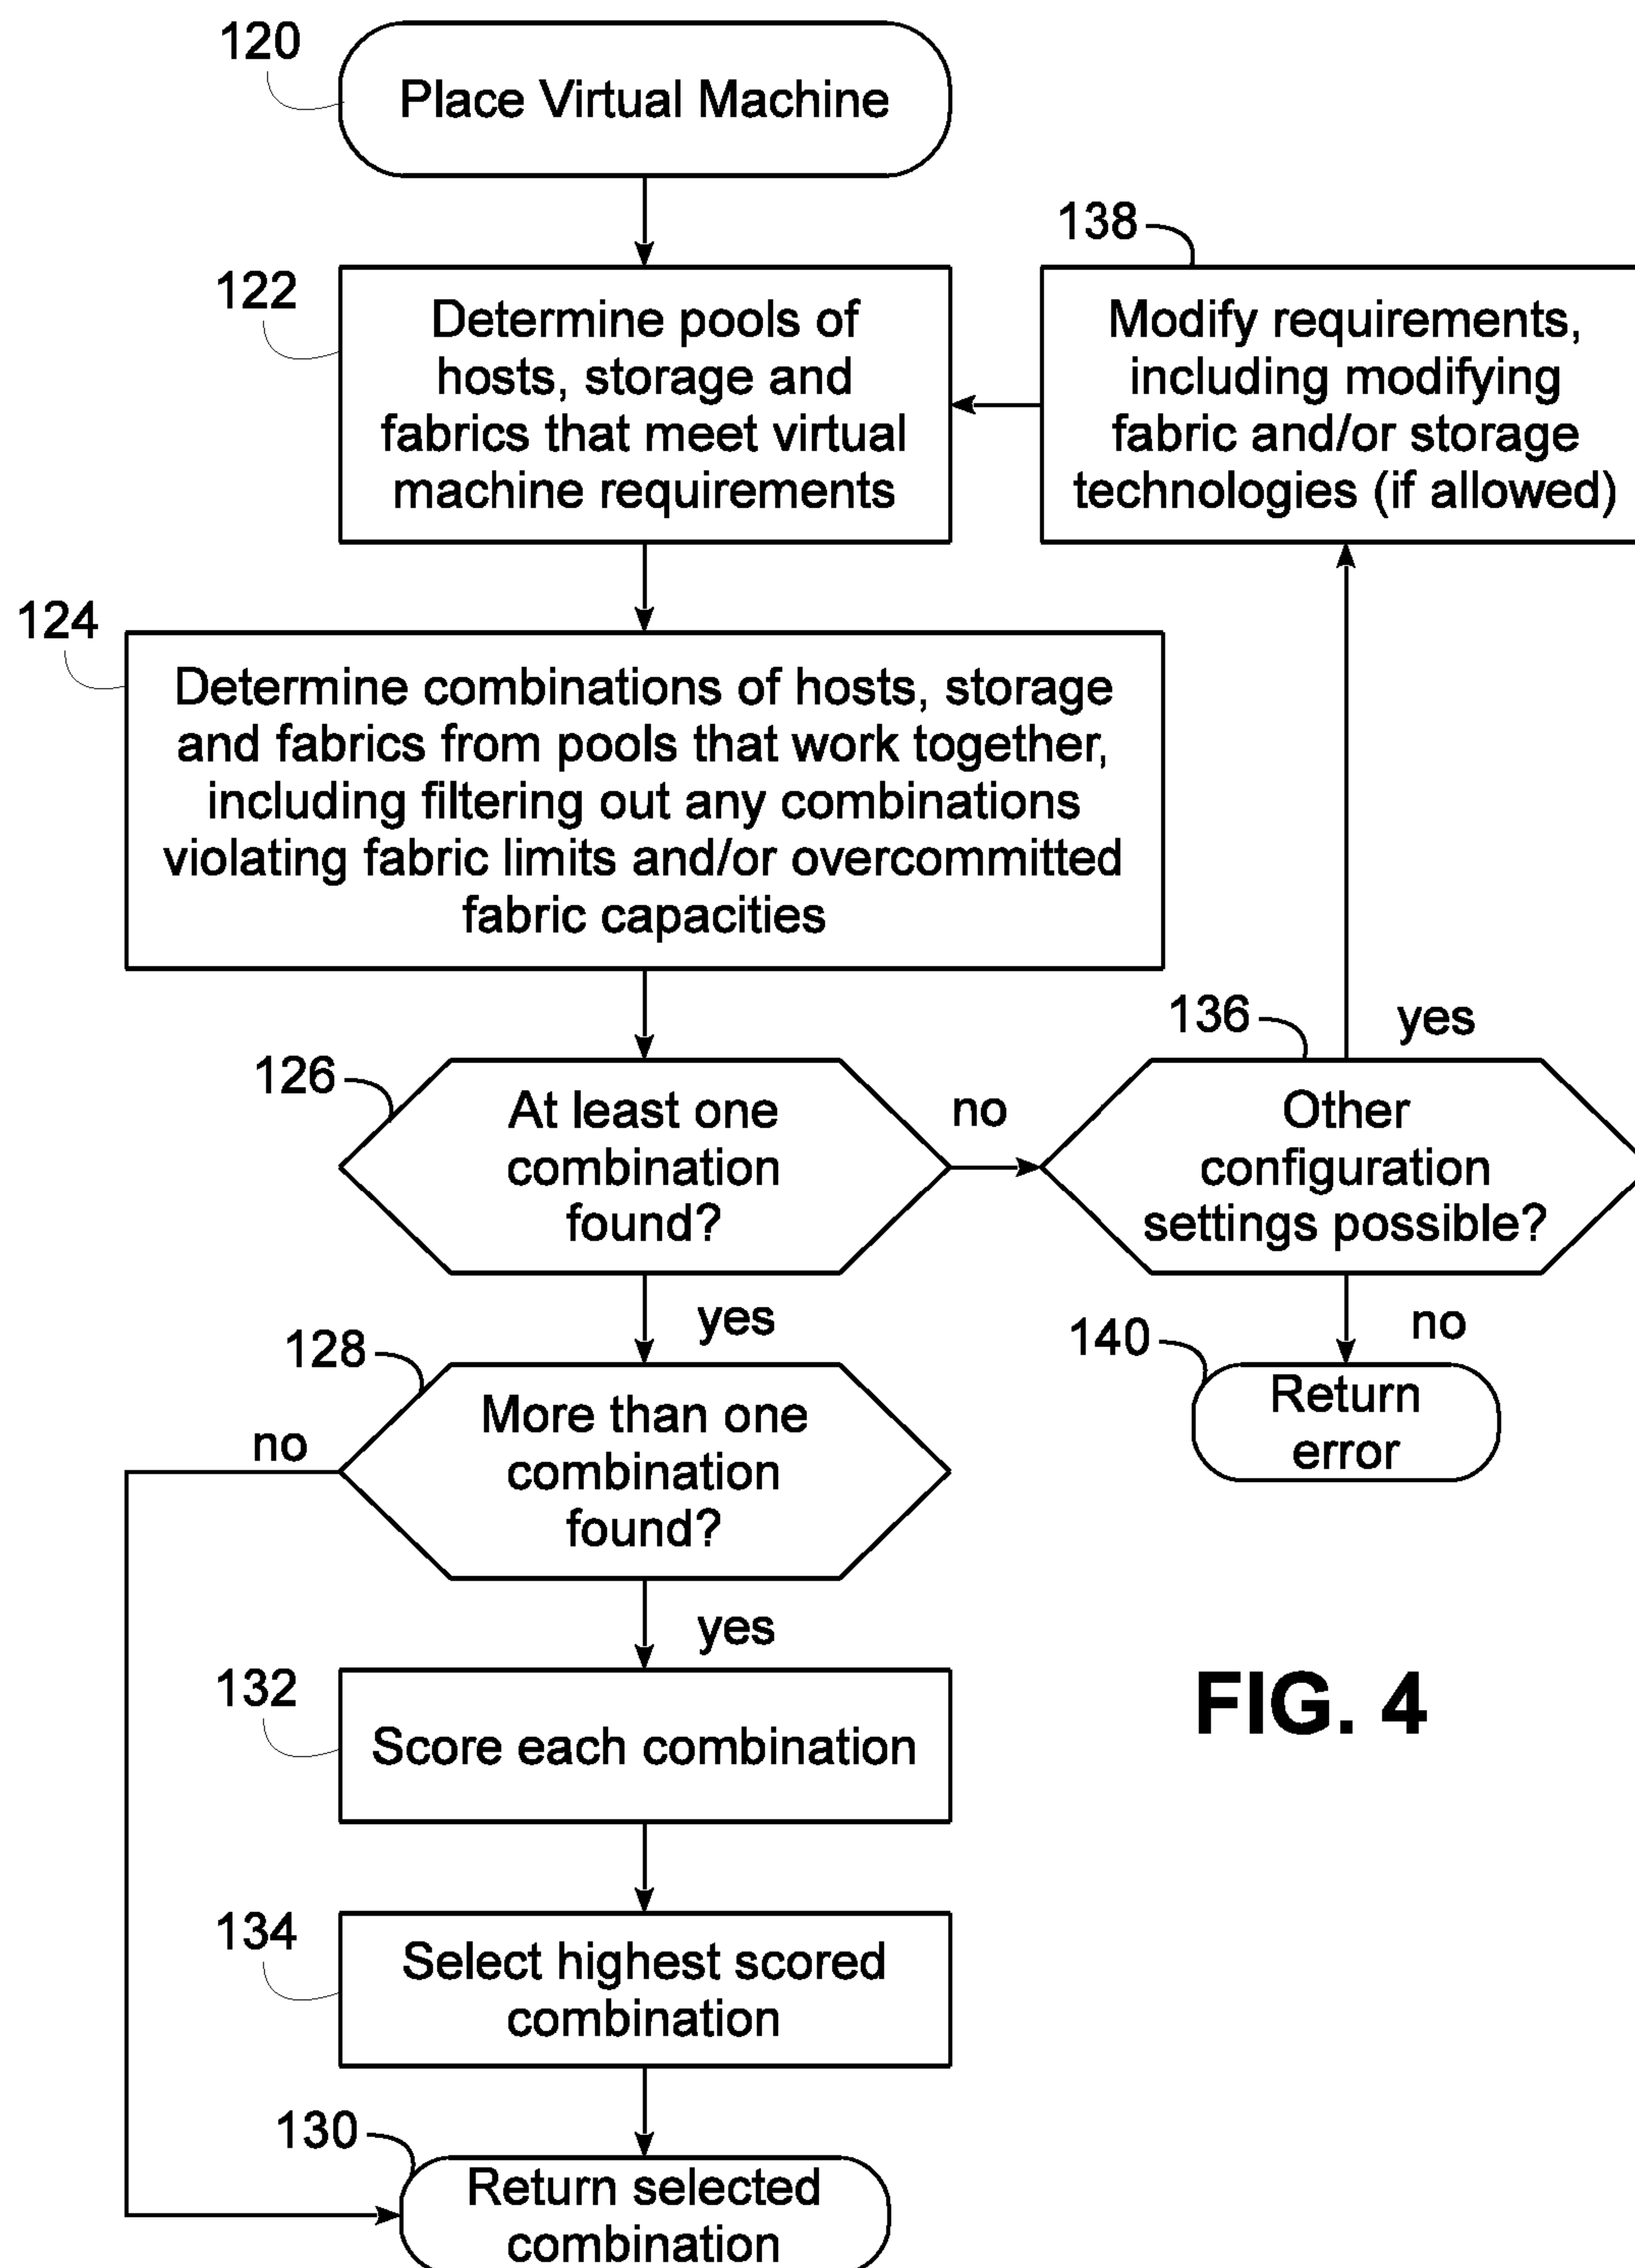 120
Place Virtual Machine
138
122
Determine pools of
hosts, storage and
fabrics that meet virtual
machine requirements
Modify requirements,
including modifying
fabric and/or storage
technologies (if allowed)
124
Determine combinations of hosts, storage
and fabrics from pools that work together,
including filtering out any combinations
violating fabric limits and/or overcommitted
fabric capacities
136
yes
126
At least one
combination
found?
no
Other
configuration
settings possible?
yes
no
128
140
More than one
combination
found?
no
Return
error
yes
132
Score each combination
FIG. 4
134
Select highest scored
combination
130
Return selected
combination